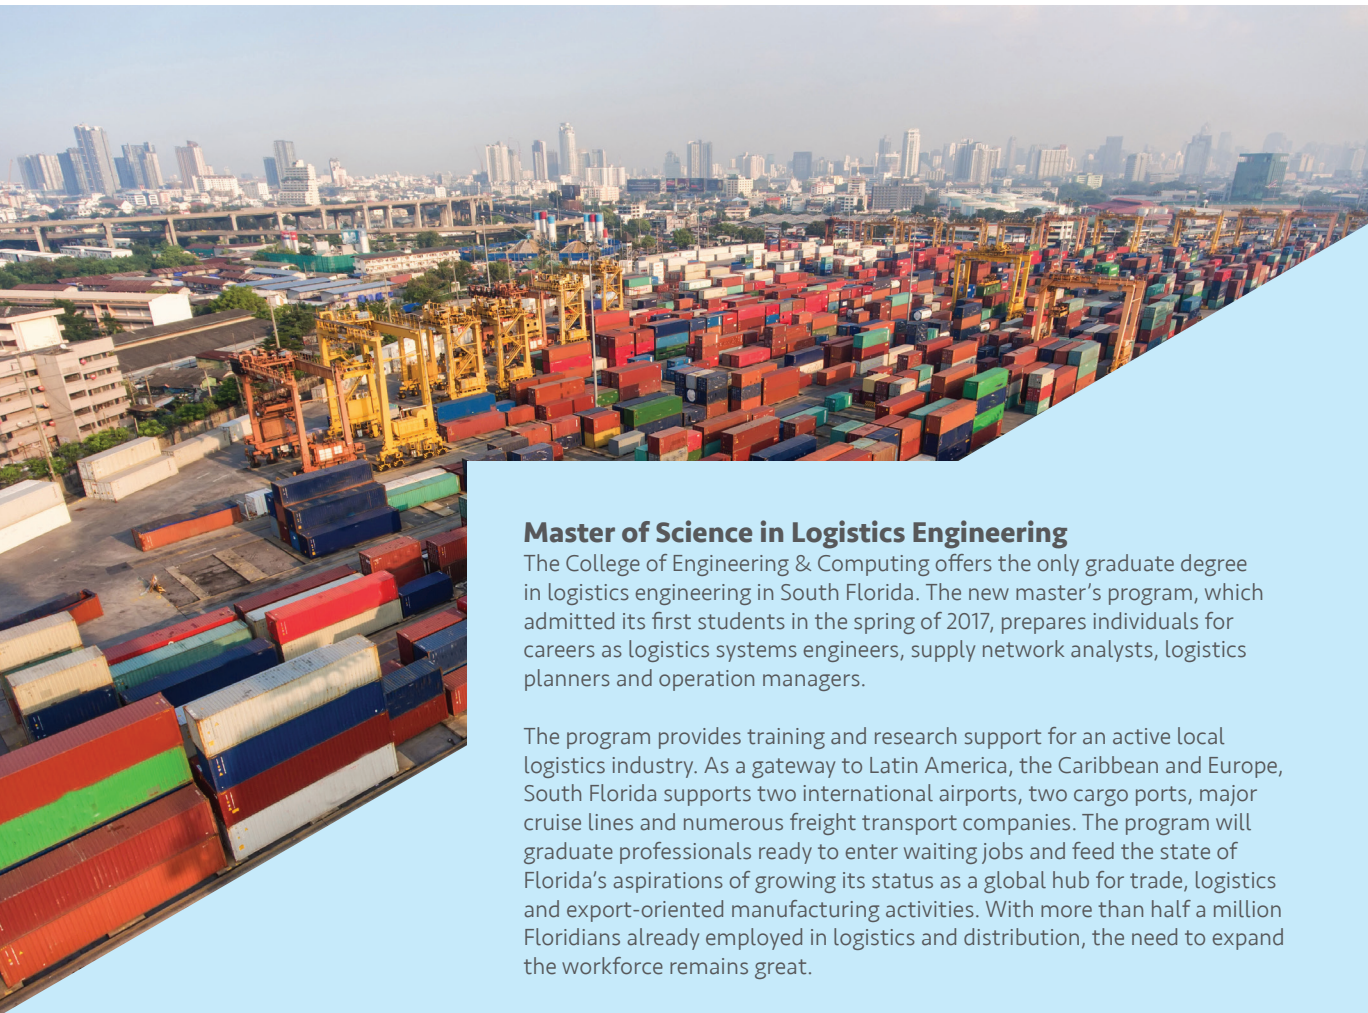 Master of Science in Logistics Engineering
The College of Engineering & Computing offers the only graduate degree
in logistics engineering in South Florida. The new master’s program, which
admitted its first students in the spring of 2017, prepares individuals for
careers as logistics systems engineers, supply network analysts, logistics
planners and operation managers.
The program provides training and research support for an active local
logistics industry. As a gateway to Latin America, the Caribbean and Europe,
South Florida supports two international airports, two cargo ports, major
cruise lines and numerous freight transport companies. The program will
graduate professionals ready to enter waiting jobs and feed the state of
Florida’s aspirations of growing its status as a global hub for trade, logistics
and export-oriented manufacturing activities. With more than half a million
Floridians already employed in logistics and distribution, the need to expand
the workforce remains great.